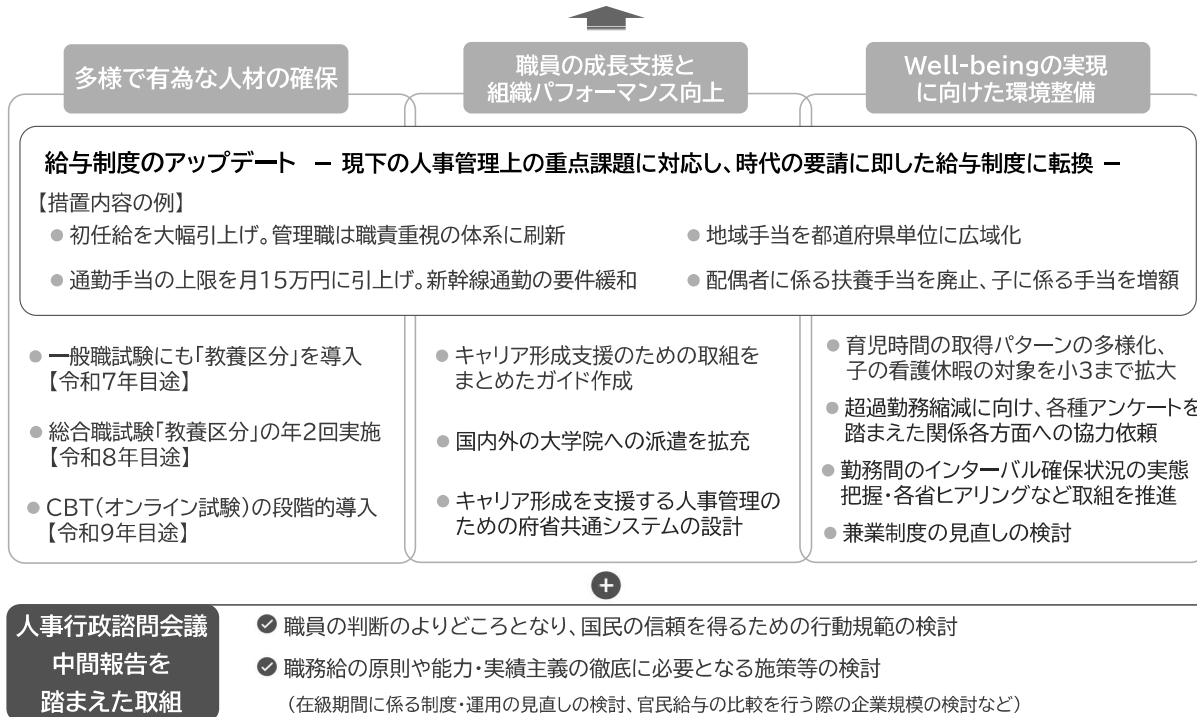 多様で有為な人材の確保
職員の成長支援と
組織パフォーマンス向上
Well-beingの実現
に向けた環境整備
給与制度のアップデート － 現下の人事管理上の重点課題に対応し、時代の要請に即した給与制度に転換 －
【措置内容の例】
● 初任給を大幅引上げ。管理職は職責重視の体系に刷新
● 地域手当を都道府県単位に広域化
● 通勤手当の上限を月15万円に引上げ。新幹線通勤の要件緩和
● 配偶者に係る扶養手当を廃止、子に係る手当を増額
● 一般職試験にも「教養区分」を導入
【令和7年目途】
● 総合職試験「教養区分」の年2回実施
【令和8年目途】
● CBT(オンライン試験)の段階的導入
【令和9年目途】
● キャリア形成支援のための取組を
まとめたガイド作成
● 国内外の大学院への派遣を拡充
● キャリア形成を支援する人事管理の
ための府省共通システムの設計
● 育児時間の取得パターンの多様化、
子の看護休暇の対象を小3まで拡大
● 超過勤務縮減に向け、各種アンケートを
踏まえた関係各方面への協力依頼
● 勤務間のインターバル確保状況の実態
把握・各省ヒアリングなど取組を推進
● 兼業制度の見直しの検討
人事行政諮問会議
中間報告を
踏まえた取組
職員の判断のよりどころとなり、国民の信頼を得るための行動規範の検討
職務給の原則や能力・実績主義の徹底に必要となる施策等の検討
（在級期間に係る制度・運用の見直しの検討、官民給与の比較を行う際の企業規模の検討など）